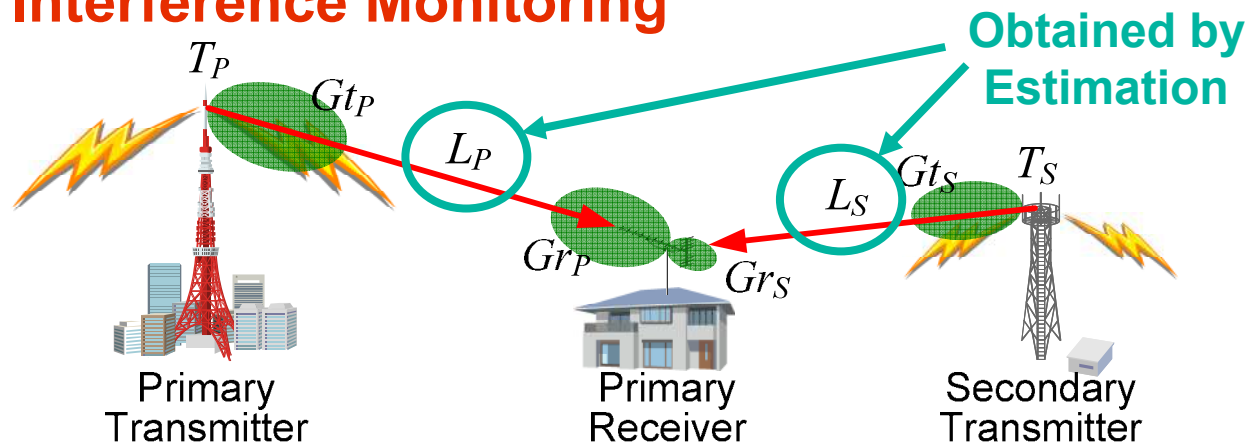 Interference Monitoring
Obtained by
Estimation
T_P
Gt_P
L_P
Gr_P
Gr_S
L_S
Gt_S
T_S
Primary
Transmitter
Primary
Receiver
Secondary
Transmitter